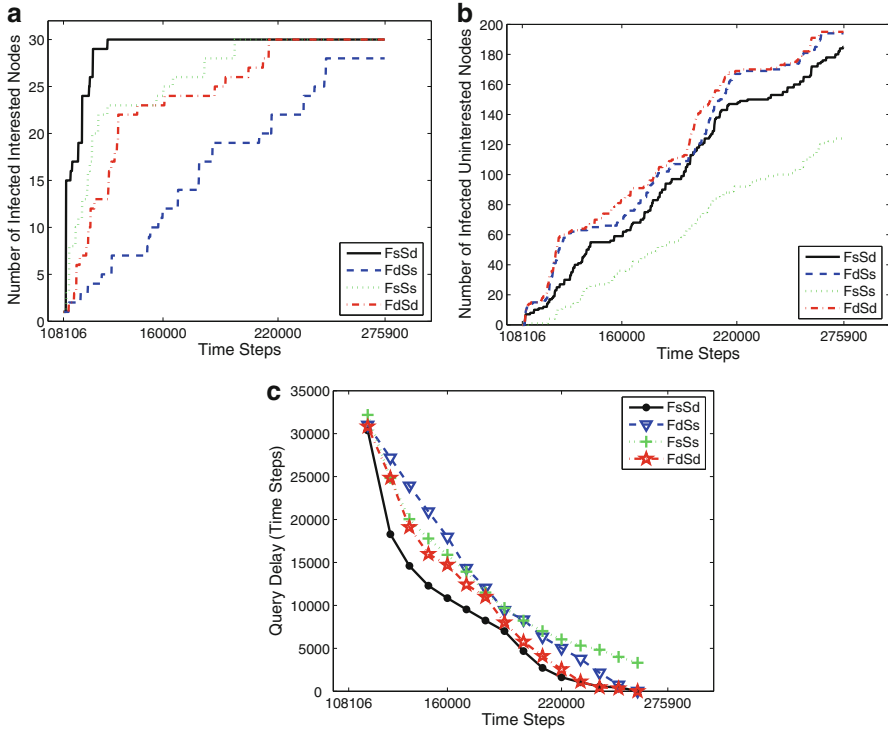 a
Number of Infected Interested Nodes
30
25
20
15
10
5
0
108106 160000 220000 275900
Time Steps
FsSd
FdSs
FsSs
FdSd
b
Number of Infected Uninterested Nodes
200
180
160
140
120
100
80
60
40
20
0
108106 160000 220000 275900
Time Steps
FsSd
FdSs
FsSs
FdSd
c
Query Delay (Time Steps)
35000
30000
25000
20000
15000
10000
5000
0
108106 160000 220000 275900
Time Steps
FsSd
FdSs
FsSs
FdSd